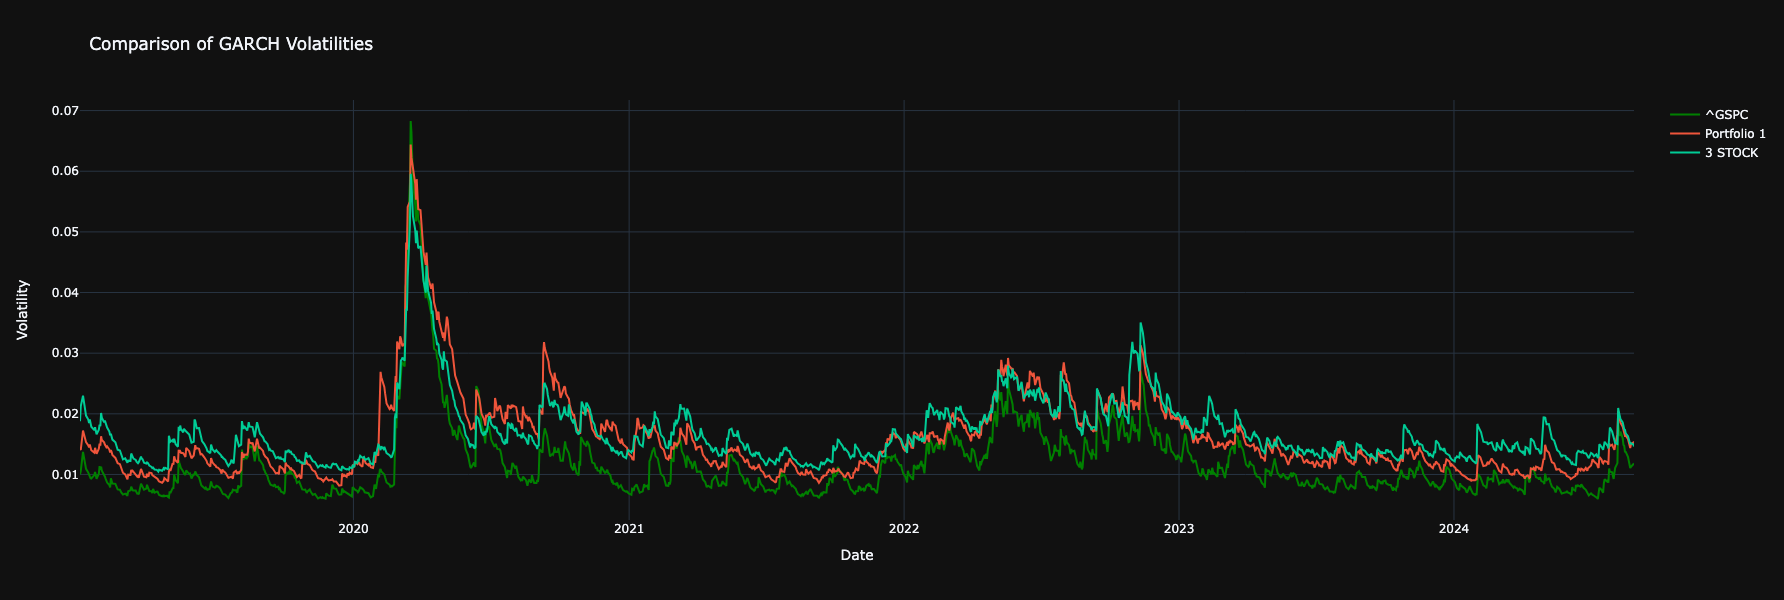 Comparison of GARCH Volatilities
^GSPC
Portfolio 1
3 STOCK
Volatility
0.07
0.06
0.05
0.04
0.03
0.02
0.01
2020
2021
2022
2023
2024
Date